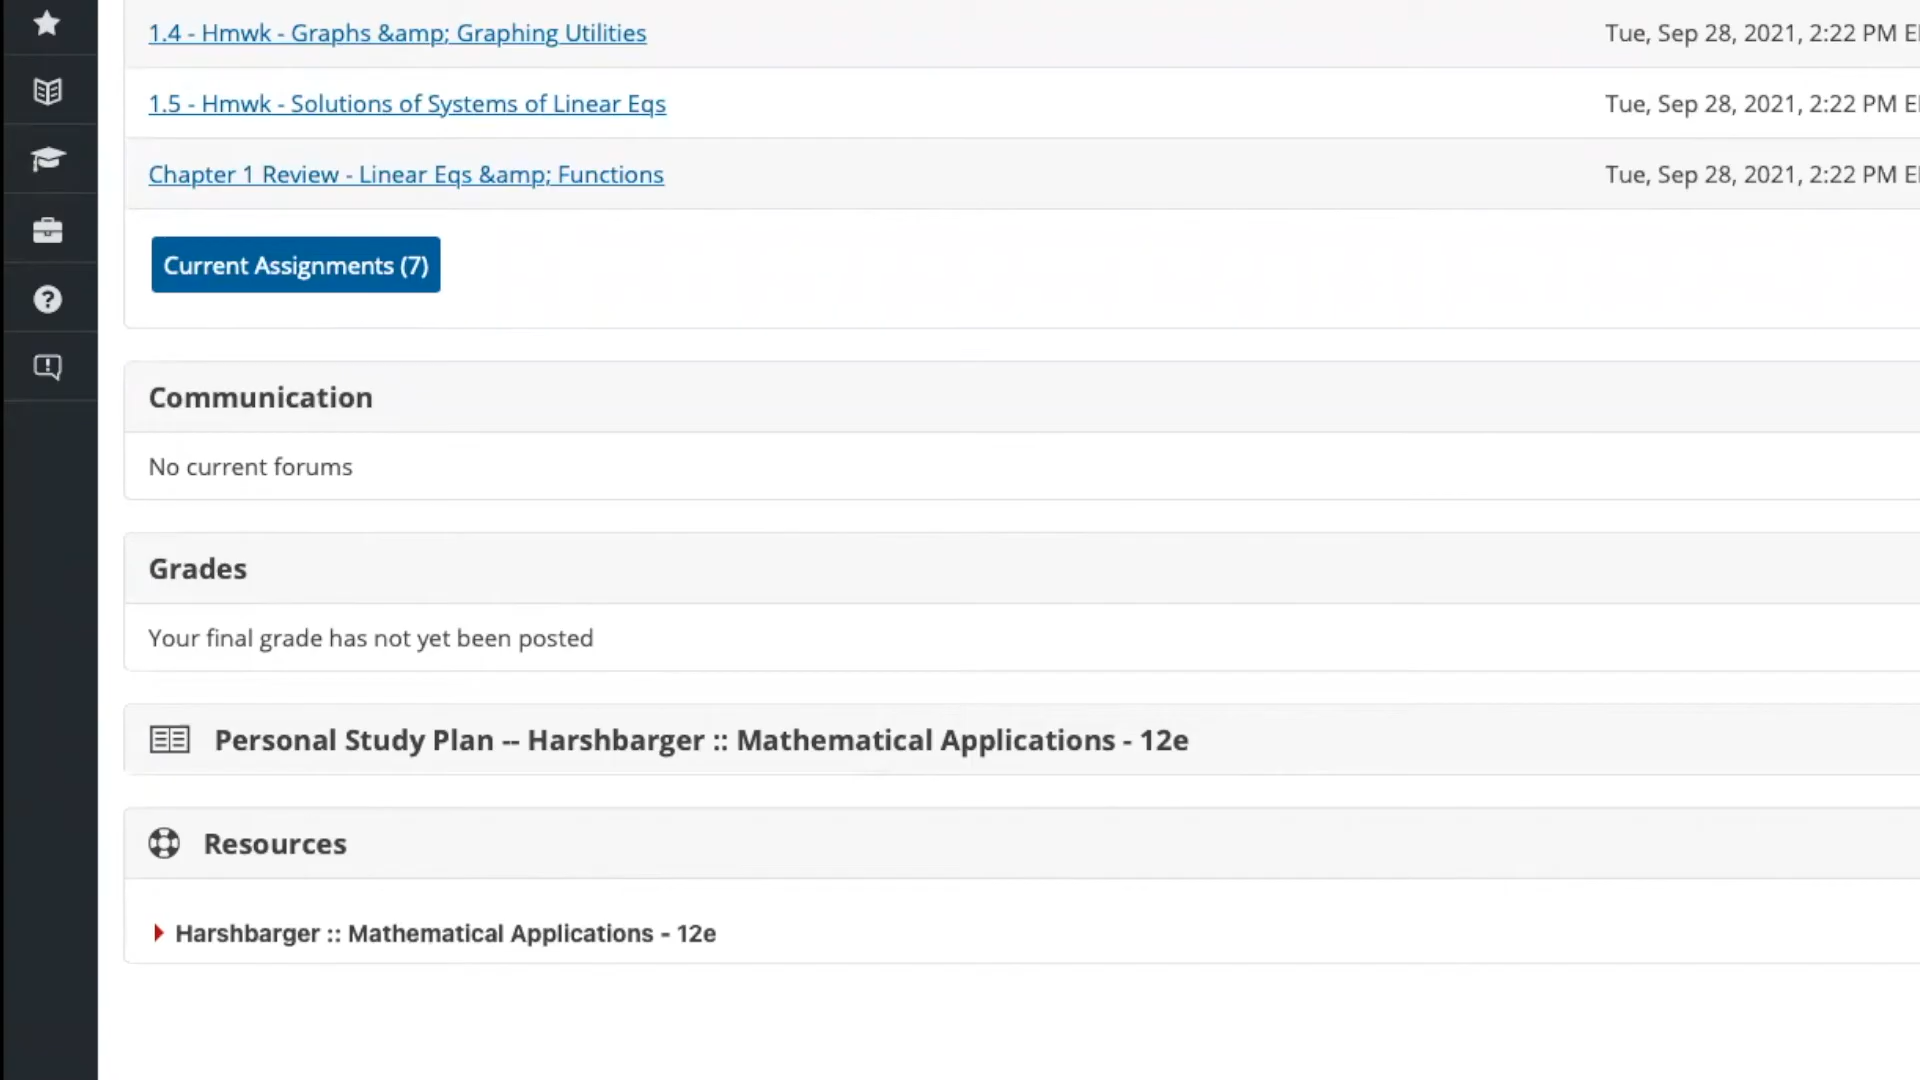 1.4 - Hmwk - Graphs &amp; Graphing Utilities Tue, Sep 28, 2021, 2:22 PM
1.5 - Hmwk - Solutions of Systems of Linear Eqs Tue, Sep 28, 2021, 2:22 PM
Chapter 1 Review - Linear Eqs &amp; Functions Tue, Sep 28, 2021, 2:22 PM
Current Assignments (7)
Communication
No current forums
Grades
Your final grade has not yet been posted
Personal Study Plan -- Harshbarger :: Mathematical Applications - 12e
Resources
Harshbarger :: Mathematical Applications - 12e